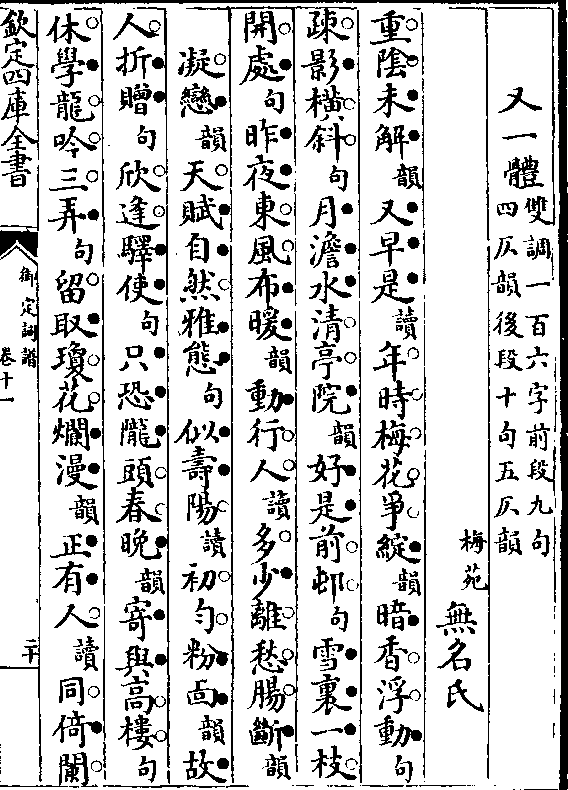 又一體雙調一百六字前段九句
四仄韻後段十句五仄韻
梅苑無名氏
重陰未解韻又早是讀年時梅花爭綻韻暗香浮動句
疎影橫斜句月澹水清亭院韻好是前邨句雪裏一枝
開處句昨夜東風布暖韻動行人讀多少離愁腸斷韻
凝戀韻天賦自然雅態句似壽陽讀初勻粉面韻故
人折贈句欣逢驛使句只恐隴頭春晚韻寄與高樓句
休學龍吟三弄句留取瓊花爛漫韻正有人讀同倚闌
欽定四庫全書
御定詞譜
卷十一
二十